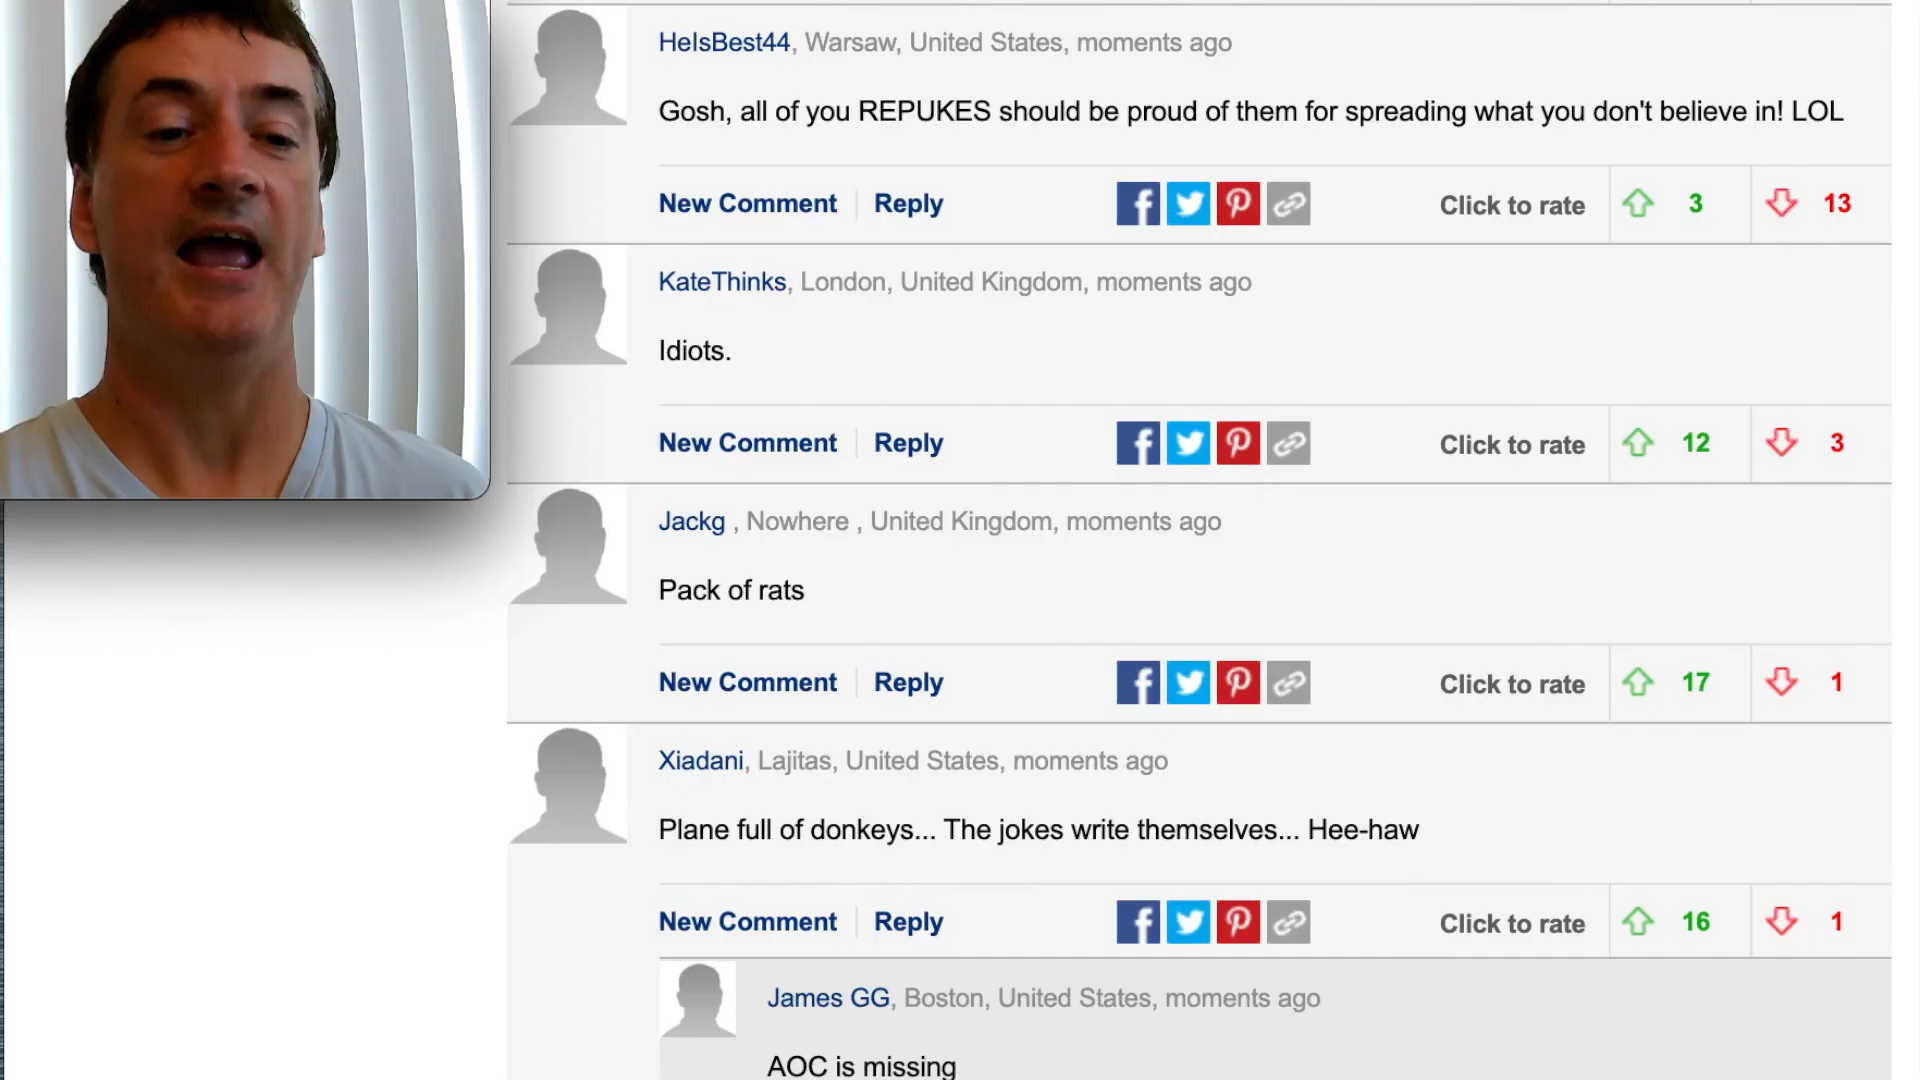 HeIsBest44, Warsaw, United States, moments ago
Gosh, all of you REPUKES should be proud of them for spreading what you don't believe in! LOL
New Comment Reply Click to rate 3 13
KateThinks, London, United Kingdom, moments ago
Idiots.
New Comment Reply Click to rate 12 3
Jackg , Nowhere , United Kingdom, moments ago
Pack of rats
New Comment Reply Click to rate 17 1
Xiadani, Lajitas, United States, moments ago
Plane full of donkeys... The jokes write themselves... Hee-haw
New Comment Reply Click to rate 16 1
James GG, Boston, United States, moments ago
AOC is missing